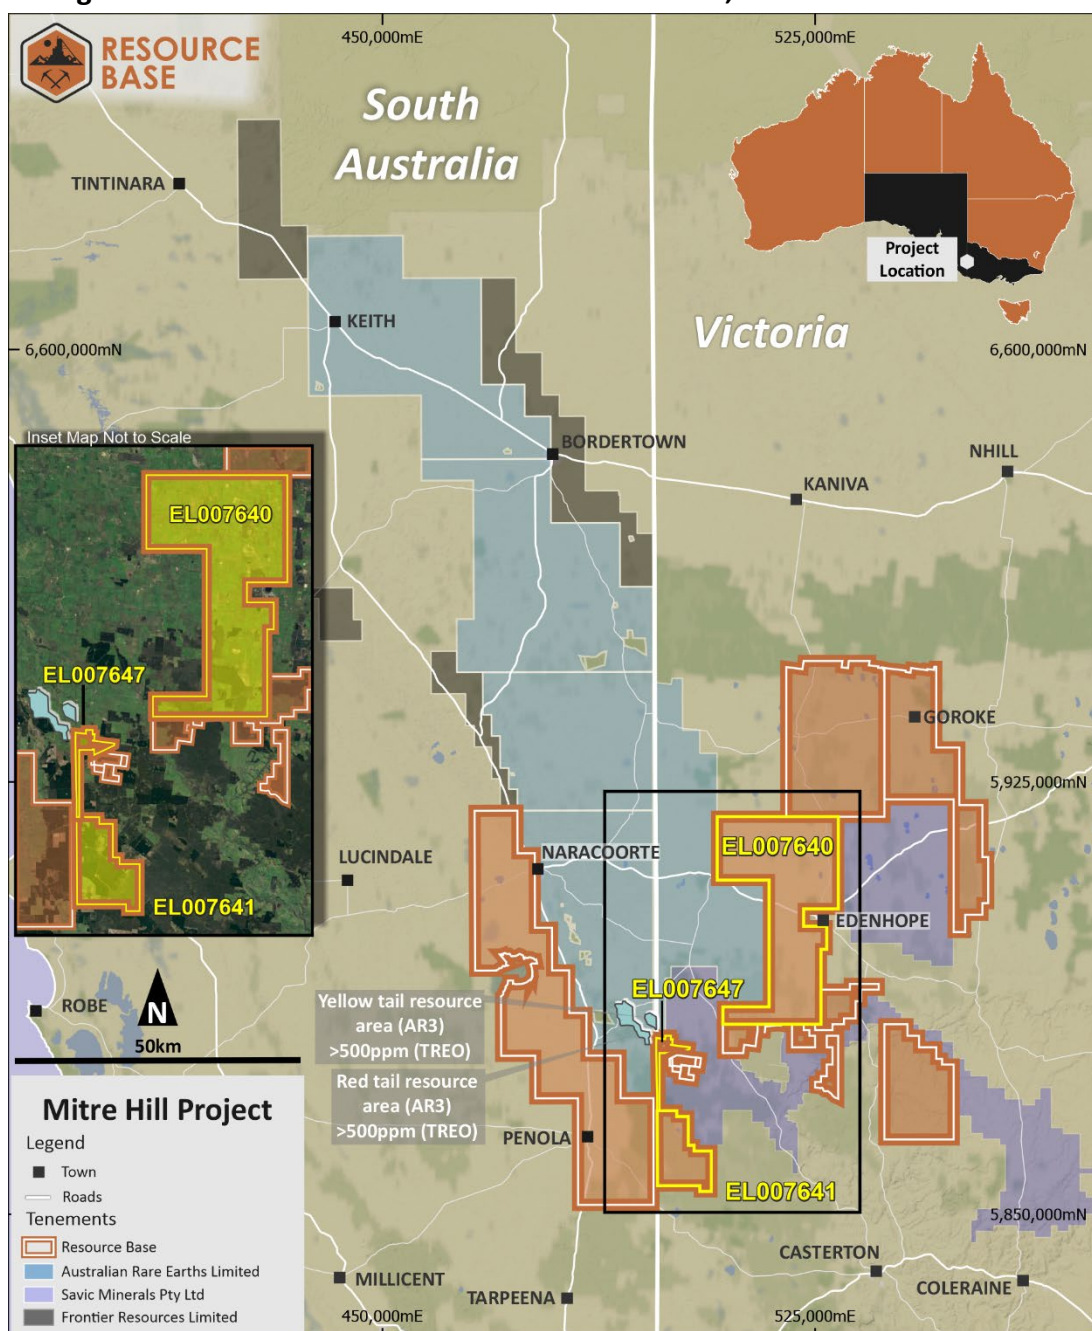 RESOURCE
BASE
450,000mE
525,000mE
South
Australia
TINTINARA
Project
Location
KEITH
Victoria
6,600,000mN
6,600,000mN
Inset Map Not to Scale
BORDERTOWN
NHILL
KANIVA
EL007640
EL007647
GOROKE
5,925,000mN
LUCINDALE
NARACOORTE
EL007640
EDENHOPE
EL007641
EL007647
ROBE
N
50km
Yellow tail resource
area (AR3)
>500ppm (TREO)
Red tail resource
area (AR3)
>500ppm (TREO)
PENOLA
EL007641
5,850,000mN
Mitre Hill Project
Legend
Town
Roads
Tenements
Resource Base
Australian Rare Earths Limited
Savic Minerals Pty Ltd
Frontier Resources Limited
MILLICENT
TARPEENA
CASTERTON
COLERAINE
450,000mE
525,000mE